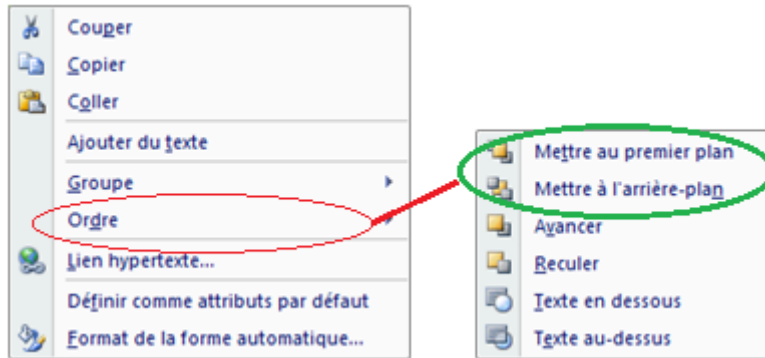 Couper
Copier
Coller
Ajouter du texte
Groupe
Ordre
Lien hypertexte...
Définir comme attributs par défaut
Format de la forme automatique...
Mettre au premier plan
Mettre à l'arrière-plan
Avancer
Reculer
Texte en dessous
Texte au-dessus